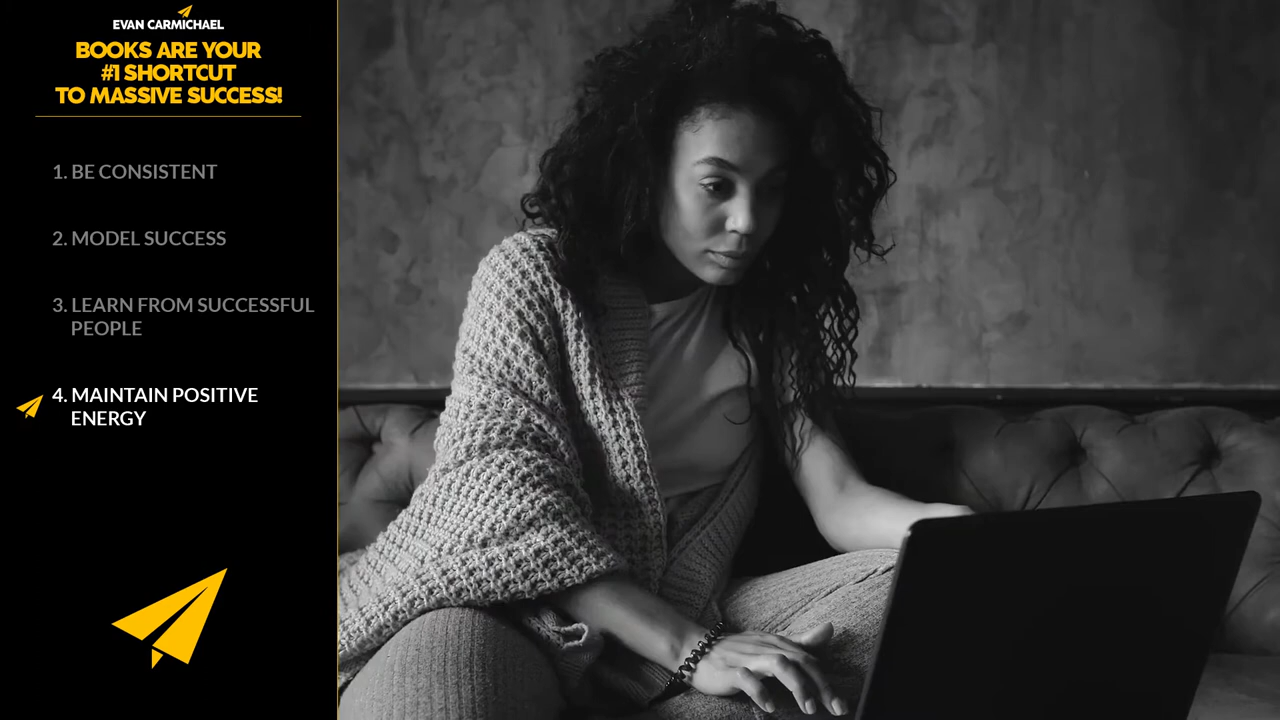 EVAN CARMICHAEL
BOOKS ARE YOUR
#1 SHORTCUT
TO MASSIVE SUCCESS!
1. BE CONSISTENT
2. MODEL SUCCESS
3. LEARN FROM SUCCESSFUL
PEOPLE
4. MAINTAIN POSITIVE
ENERGY